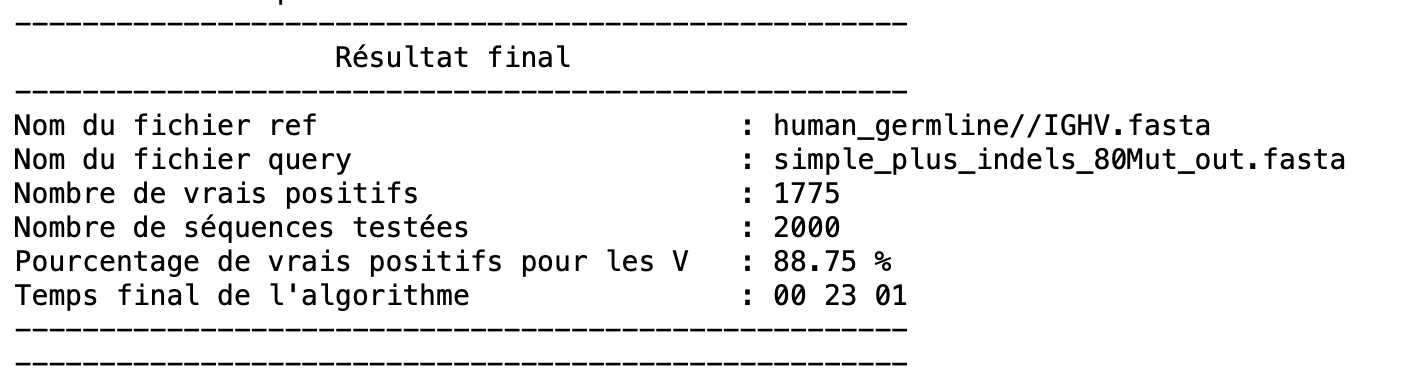 -----------------------------------------------------
Résultat final
-----------------------------------------------------
Nom du fichier ref : human_germline//IGHV.fasta
Nom du fichier query : simple_plus_indels_80Mut_out.fasta
Nombre de vrais positifs : 1775
Nombre de séquences testées : 2000
Pourcentage de vrais positifs pour les V : 88.75 %
Temps final de l'algorithme : 00 23 01
-----------------------------------------------------
-----------------------------------------------------